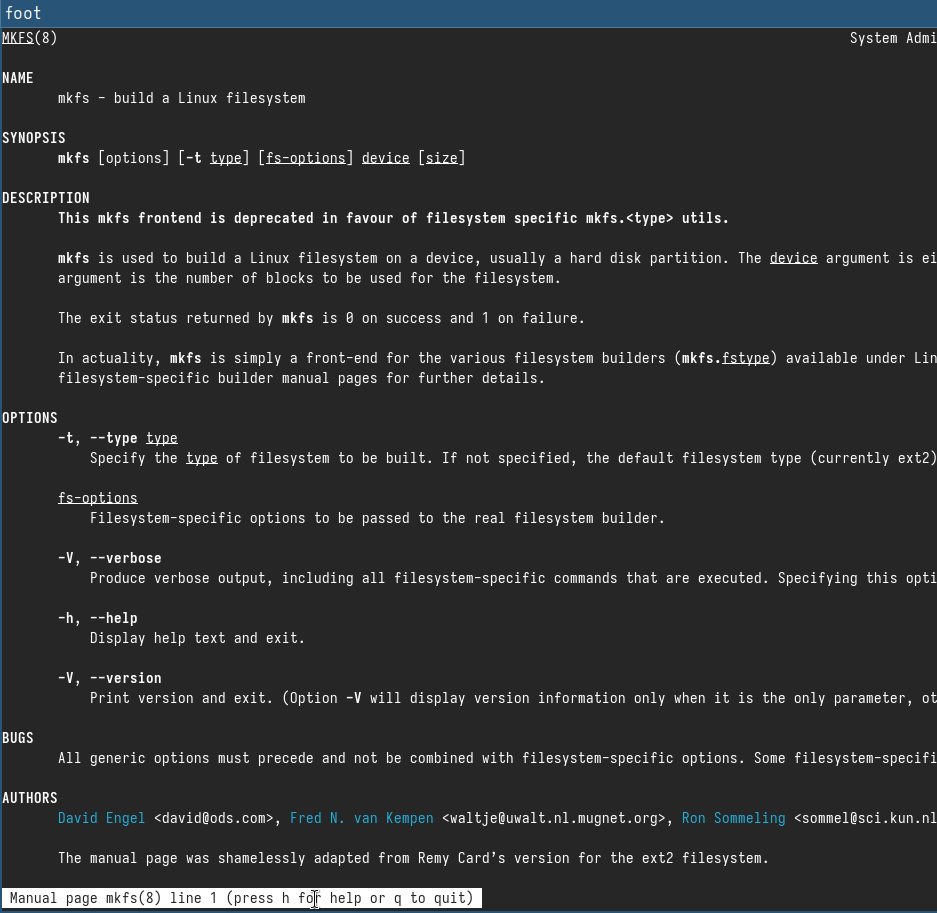 foot
MKFS(8) System Admi
NAME
mkfs - build a Linux filesystem
SYNOPSIS
mkfs [options] [-t type] [fs-options] device [size]
DESCRIPTION
This mkfs frontend is deprecated in favour of filesystem specific mkfs.<type> utils.
mkfs is used to build a Linux filesystem on a device, usually a hard disk partition. The device argument is ei
argument is the number of blocks to be used for the filesystem.
The exit status returned by mkfs is 0 on success and 1 on failure.
In actuality, mkfs is simply a front-end for the various filesystem builders (mkfs.fstype) available under Lin
filesystem-specific builder manual pages for further details.
OPTIONS
-t, --type type
Specify the type of filesystem to be built. If not specified, the default filesystem type (currently ext2)
fs-options
Filesystem-specific options to be passed to the real filesystem builder.
-V, --verbose
Produce verbose output, including all filesystem-specific commands that are executed. Specifying this opti
-h, --help
Display help text and exit.
-V, --version
Print version and exit. (Option -V will display version information only when it is the only parameter, ot
BUGS
All generic options must precede and not be combined with filesystem-specific options. Some filesystem-specifi
AUTHORS
David Engel <david@ods.com>, Fred N. van Kempen <waltje@uwalt.nl.mugnet.org>, Ron Sommeling <sommel@sci.kun.nl
The manual page was shamelessly adapted from Remy Card's version for the ext2 filesystem.
Manual page mkfs(8) line 1 (press h for help or q to quit)